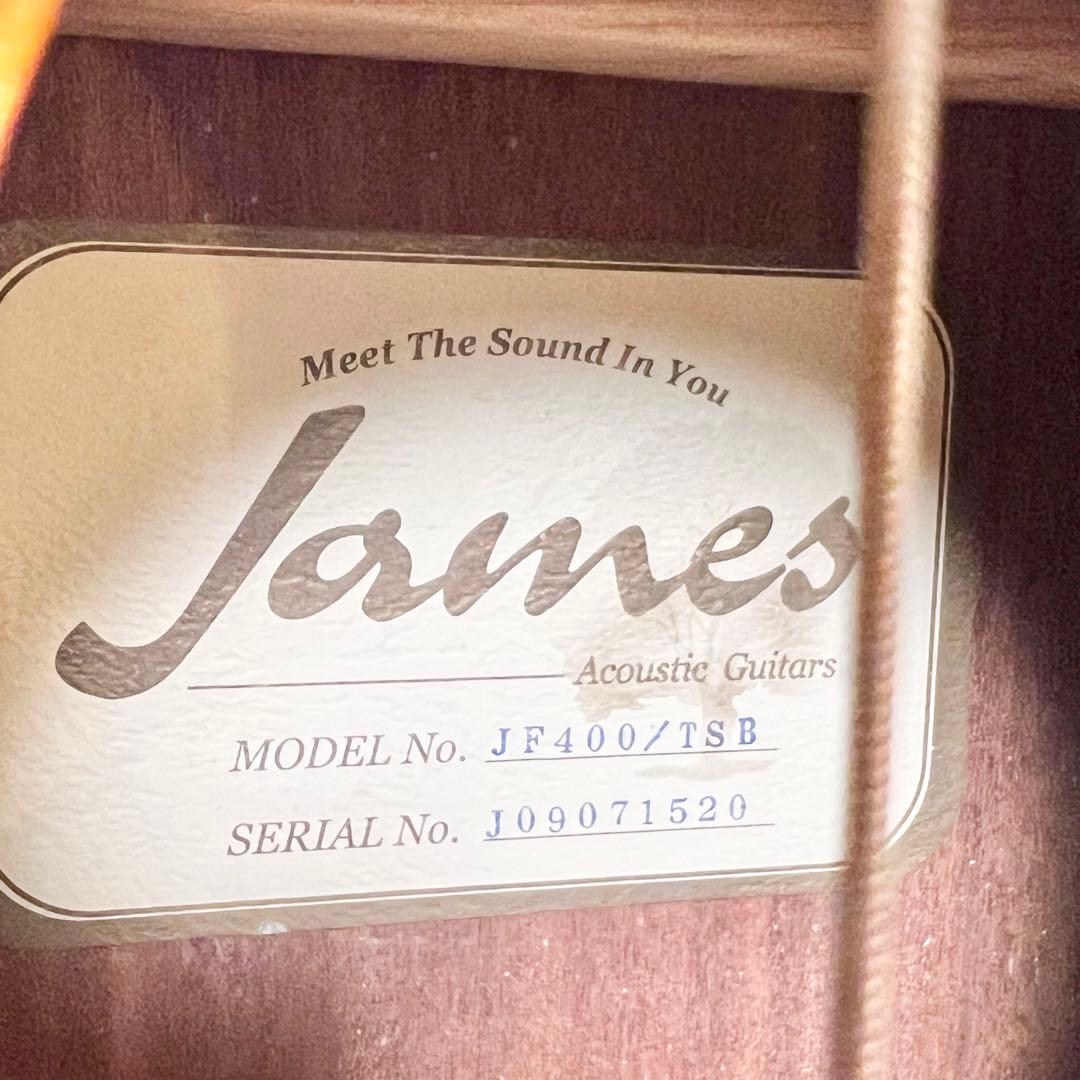 Meet The Sound In You
James
Acoustic Guitars
MODEL No. JF400/TSB
SERIAL No. J09071520